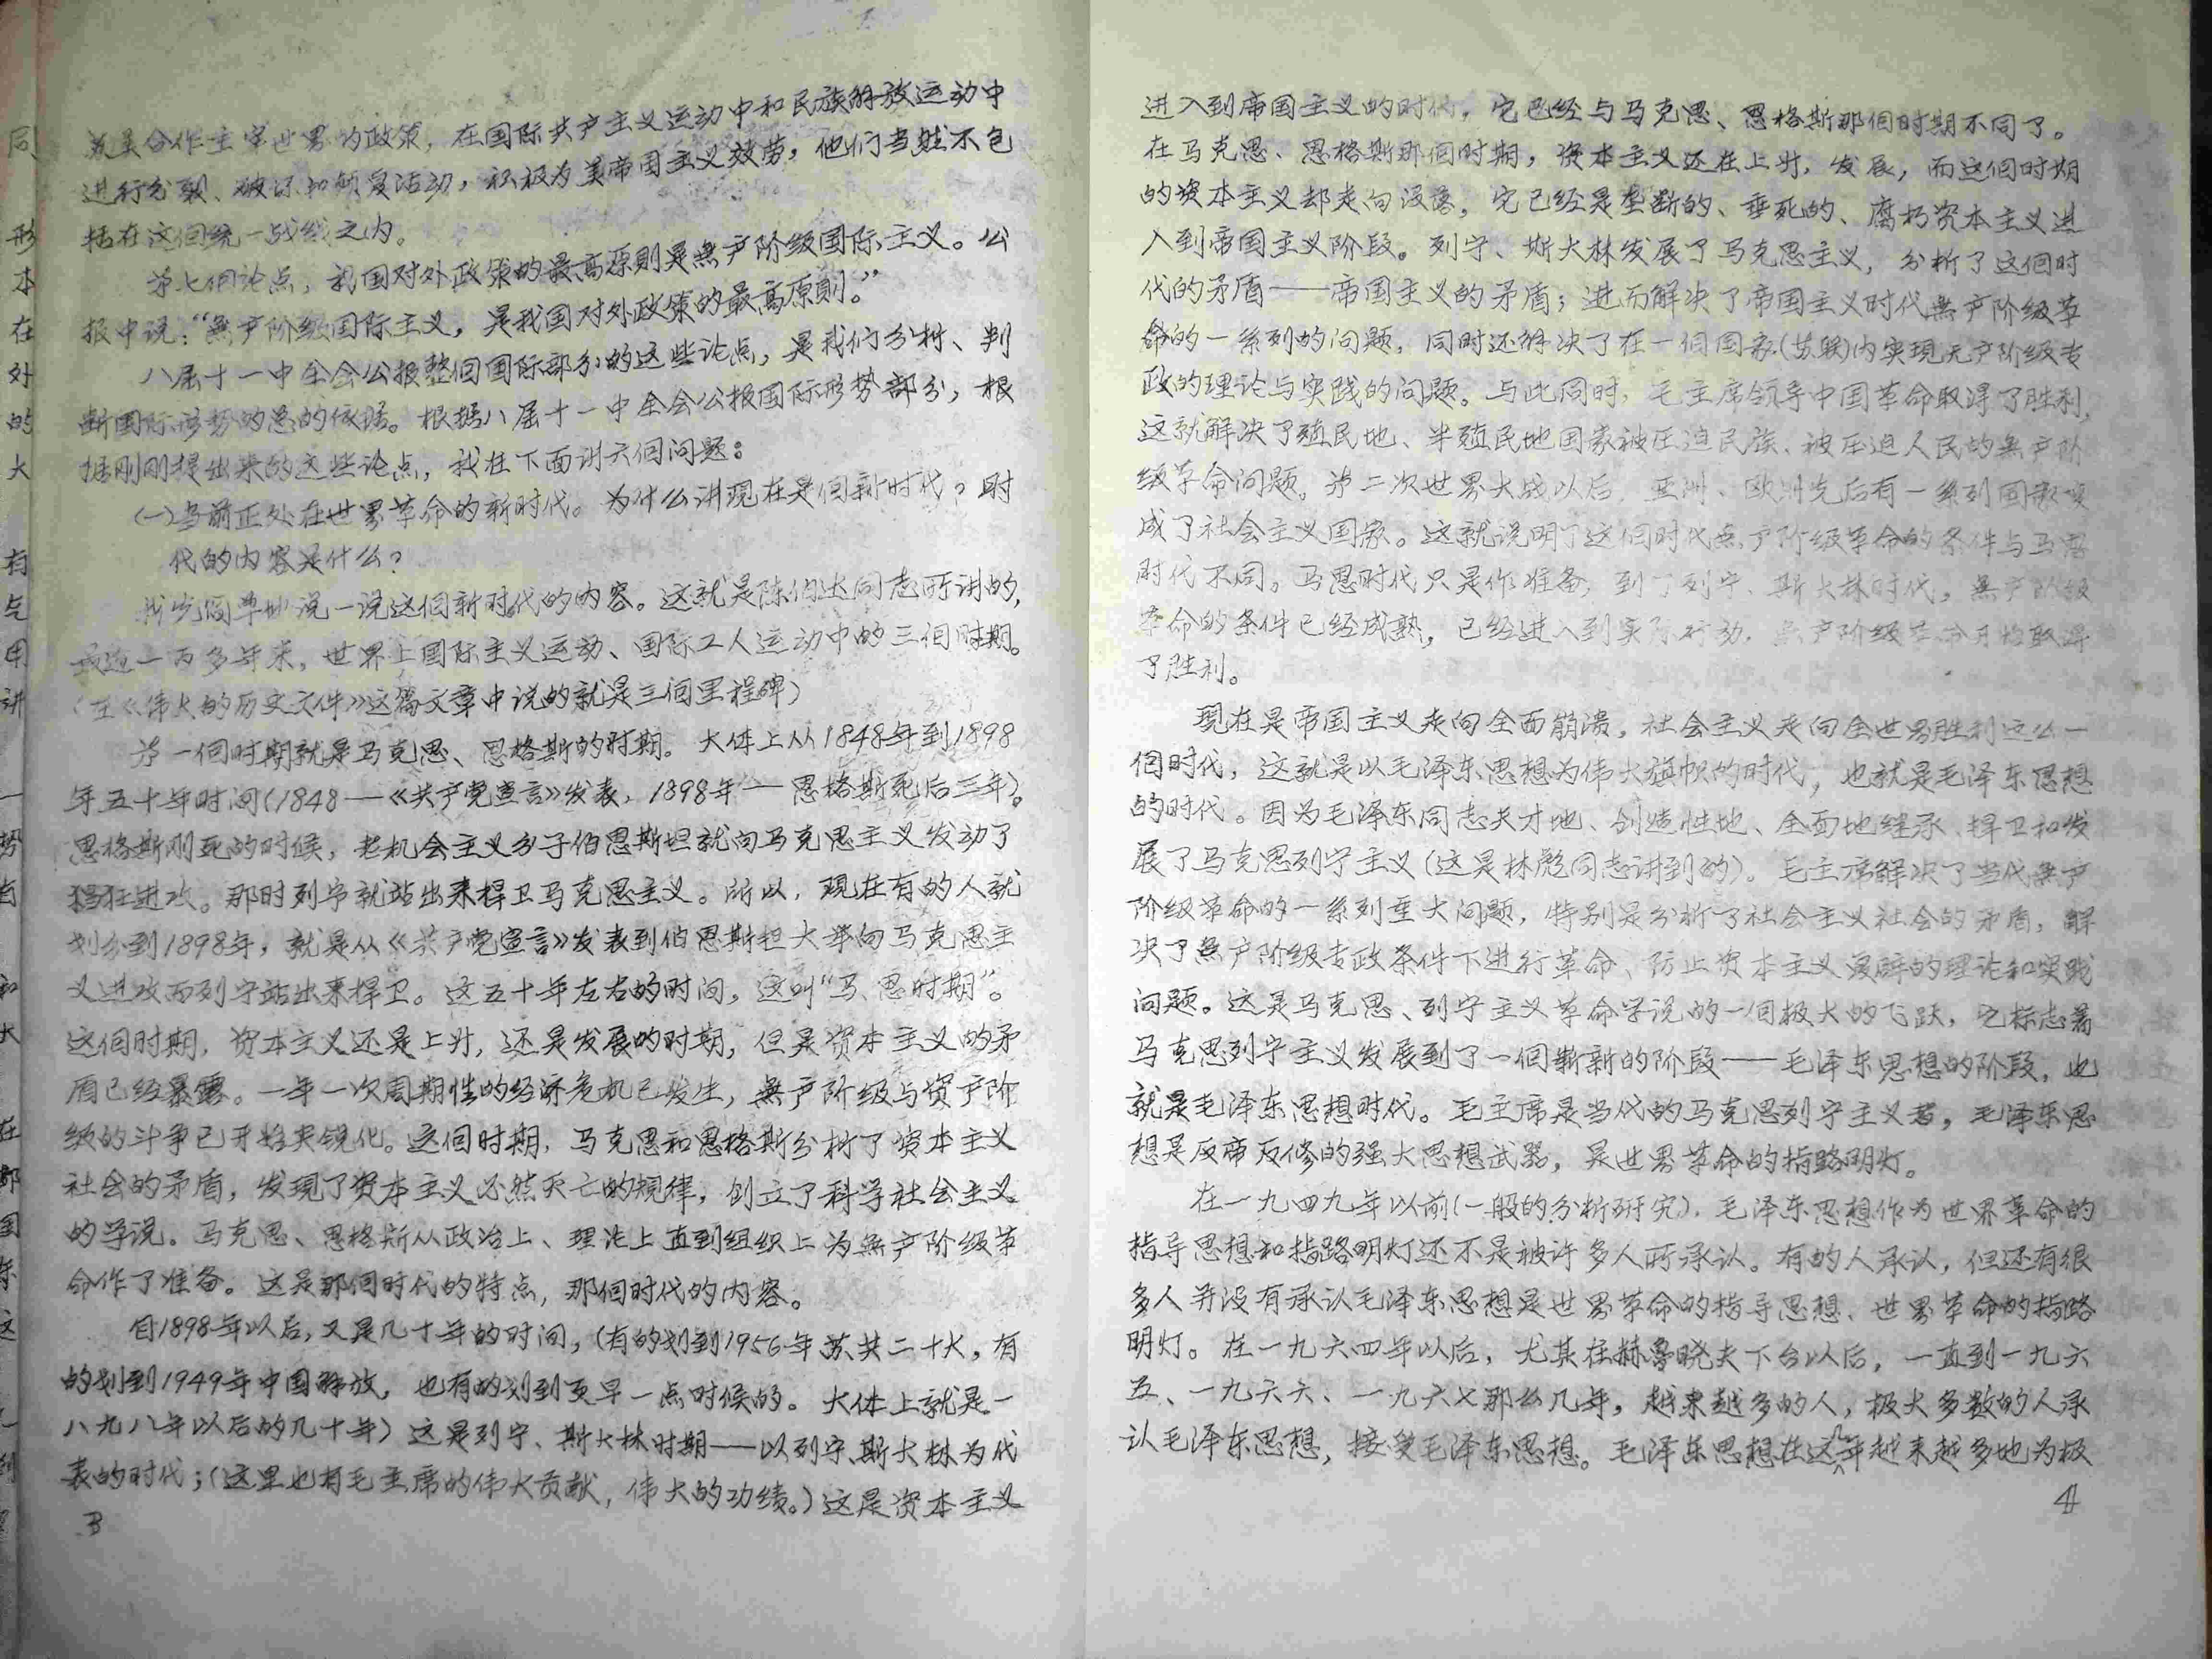 苏美合作主宰世界的政策，在国际共产主义运动中和民族解放运动中
进行分裂、破坏和颠复活动，积极为美帝国主义效劳，他们当然不包
括在这個统一战线之内。
第七個论点，我国对外政策的最高原则是無产阶级国际主义。公
报中说：“無产阶级国际主义，是我国对外政策的最高原则。”
八届十一中全会公报整個国际部分的这些论点，是我们分析、判
断国际形势的总的依据。根据八届十一中全会公报国际形势部分，根
据刚刚提出来的这些论点，我在下面讲六個问题：
(一)当前正处在世界革命的新时代。为什么讲现在是個新时代？时
代的内容是什么？
我先简单地说一说这個新时代的内容。这就是陈伯达同志所讲的，
最近一百多年来，世界上国际主义运动、国际工人运动中的三個时期。
（在《伟大的历史文件》这篇文章中说的就是三個里程碑）
第一個时期就是马克思、恩格斯的时期。大体上从1848年到1898
年五十年时间(1848——《共产党宣言》发表，1898年——恩格斯死后三年)。
恩格斯刚死的时候，老机会主义分子伯恩斯坦就向马克思主义发动了
猖狂进攻。那时列宁就站出来捍卫马克思主义。所以，现在有的人就
划分到1898年，就是从《共产党宣言》发表到伯恩斯坦大举向马克思主
义进攻而列宁站出来捍卫。这五十年左右的时间，这叫“马、恩时期”。
这個时期，资本主义还是上升，还是发展的时期，但是资本主义的矛
盾已经暴露。一年一次周期性的经济危机已发生，無产阶级与资产阶
级的斗争已开始尖锐化。这個时期，马克思和恩格斯分析了资本主义
社会的矛盾，发现了资本主义必然灭亡的规律，创立了科学社会主义
的学说。马克思、恩格斯从政治上、理论上直到组织上为無产阶级革
命作了准备。这是那個时代的特点，那個时代的内容。
自1898年以后，又是几十年的时间，(有的划到1956年苏共二十大，有
的划到1949年中国解放，也有的划到更早一点时候的。大体上就是一
八九八年以后的几十年）这是列宁、斯大林时期——以列宁、斯大林为代
表的时代；(这里也有毛主席的伟大贡献，伟大的功绩。)这是资本主义
3
进入到帝国主义的时代，它已经与马克思、恩格斯那個时期不同了。
在马克思、恩格斯那個时期，资本主义还在上升，发展，而这個时期
的资本主义却走向没落，它已经是垄断的、垂死的、腐朽资本主义进
入到帝国主义阶段。列宁、斯大林发展了马克思主义，分析了这個时
代的矛盾——帝国主义的矛盾；进而解决了帝国主义时代無产阶级革
命的一系列的问题，同时还解决了在一個国家(苏联)内实现无产阶级专
政的理论与实践的问题。与此同时，毛主席领导中国革命取得了胜利，
这就解决了殖民地、半殖民地国家被压迫民族、被压迫人民的無产阶
级革命问题。第二次世界大战以后，亚洲、欧洲先后有一系列国家变
成了社会主义国家。这就说明了这個时代無产阶级革命的条件与马恩
时代不同。马恩时代只是作准备，到了列宁、斯大林时代，無产阶级
革命的条件已经成熟，已经进入到实际行动，無产阶级革命开始取得
了胜利。
现在是帝国主义走向全面崩溃，社会主义走向全世界胜利这么一
個时代，这就是以毛泽东思想为伟大旗帜的时代，也就是毛泽东思想
的时代。因为毛泽东同志天才地、创造性地、全面地继承、捍卫和发
展了马克思列宁主义(这是林彪同志讲到的)。毛主席解决了当代無产
阶级革命的一系列重大问题，特别是分析了社会主义社会的矛盾，解
决了無产阶级专政条件下进行革命、防止资本主义复辟的理论和实践
问题。这是马克思、列宁主义革命学说的一個极大的飞跃，它标志着
马克思列宁主义发展到了一個崭新的阶段——毛泽东思想的阶段，也
就是毛泽东思想时代。毛主席是当代的马克思列宁主义者，毛泽东思
想是反帝反修的强大思想武器，是世界革命的指路明灯。
在一九四九年以前(一般的分析研究)，毛泽东思想作为世界革命的
指导思想和指路明灯还不是被许多人所承认。有的人承认，但还有很
多人并没有承认毛泽东思想是世界革命的指导思想、世界革命的指路
明灯。在一九六四年以后，尤其在赫鲁晓夫下台以后，一直到一九六
五、一九六六、一九六七那么几年，越来越多的人，极大多数的人承
认毛泽东思想，接受毛泽东思想。毛泽东思想在这几年越来越多地为极
4